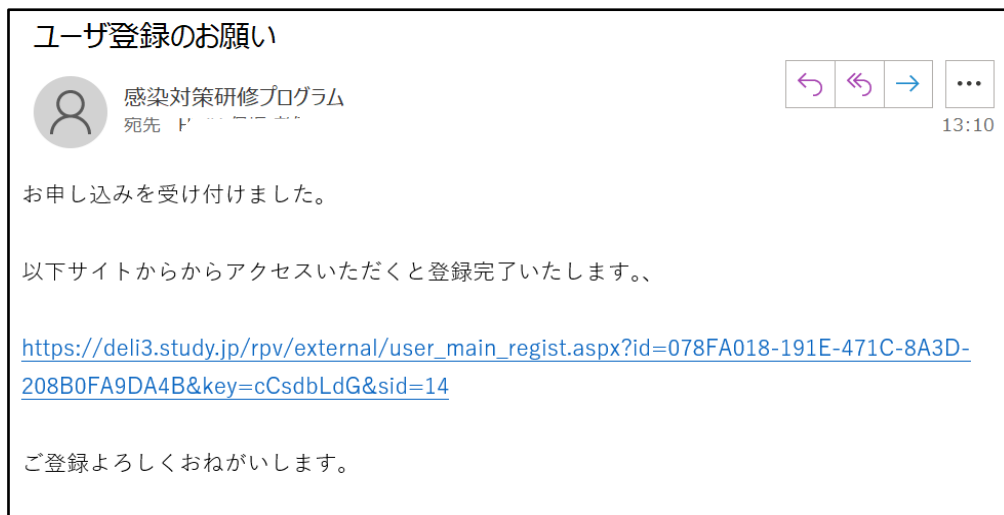 ユーザ登録のお願い
感染対策研修プログラム
宛先
13:10
お申し込みを受け付けました。
以下サイトからからアクセスいただくと登録完了いたします。、
https://deli3.study.jp/rpv/external/user_main_regist.aspx?id=078FA018-191E-471C-8A3D-
208B0FA9DA4B&key=cCsdbLdG&sid=14
ご登録よろしくおねがいします。